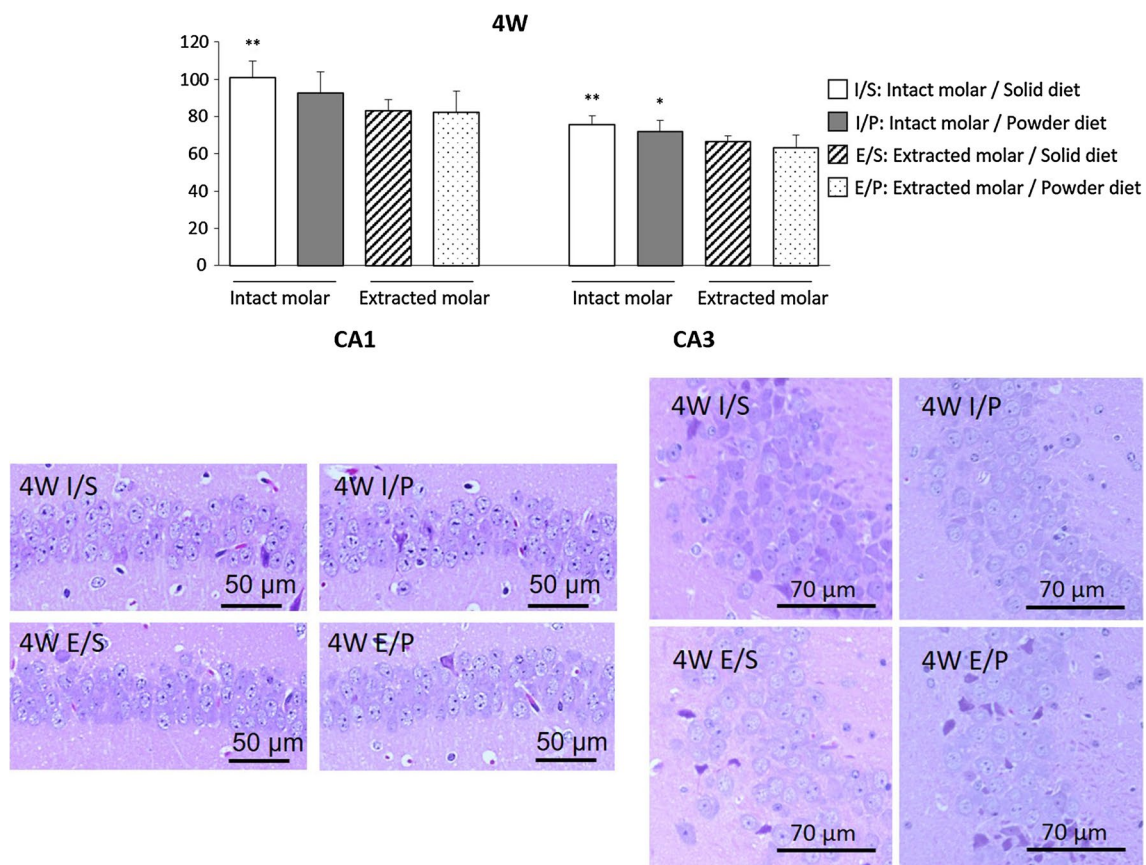 4W
120
100
80
60
40
20
0
**
**
*
I/S: Intact molar / Solid diet
I/P: Intact molar / Powder diet
E/S: Extracted molar / Solid diet
E/P: Extracted molar / Powder diet
Intact molar
Extracted molar
Intact molar
Extracted molar
CA1
CA3
4W I/S
50 µm
4W I/P
50 µm
4W E/S
50 µm
4W E/P
50 µm
4W I/S
70 µm
4W I/P
70 µm
4W E/S
70 µm
4W E/P
70 µm